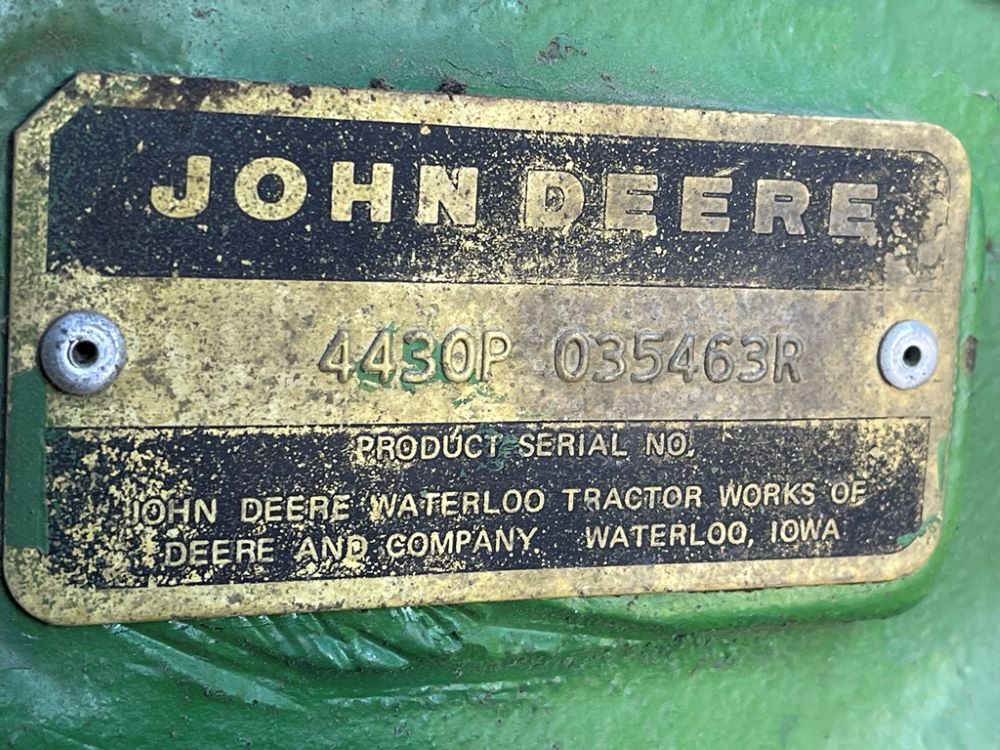 JOHN DEERE
4430P 035463R
PRODUCT SERIAL NO.
JOHN DEERE WATERLOO TRACTOR WORKS OF
DEERE AND COMPANY. WATERLOO, IOWA